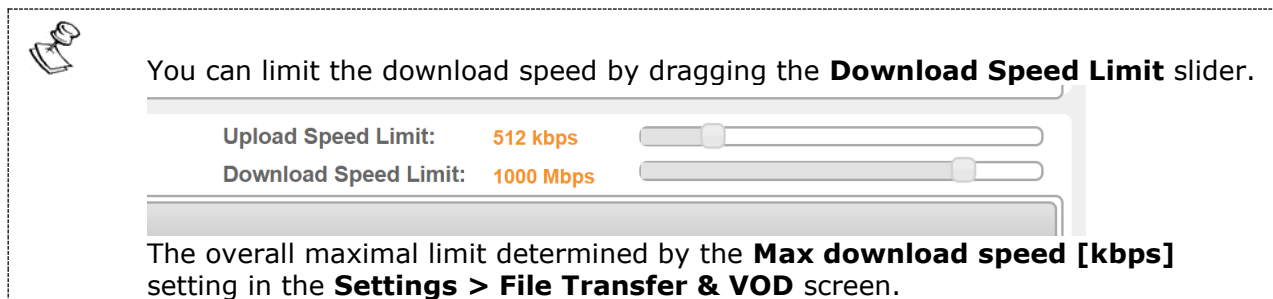 You can limit the download speed by dragging the Download Speed Limit slider.
Upload Speed Limit: 512 kbps
Download Speed Limit: 1000 Mbps
The overall maximal limit determined by the Max download speed [kbps]
setting in the Settings > File Transfer & VOD screen.